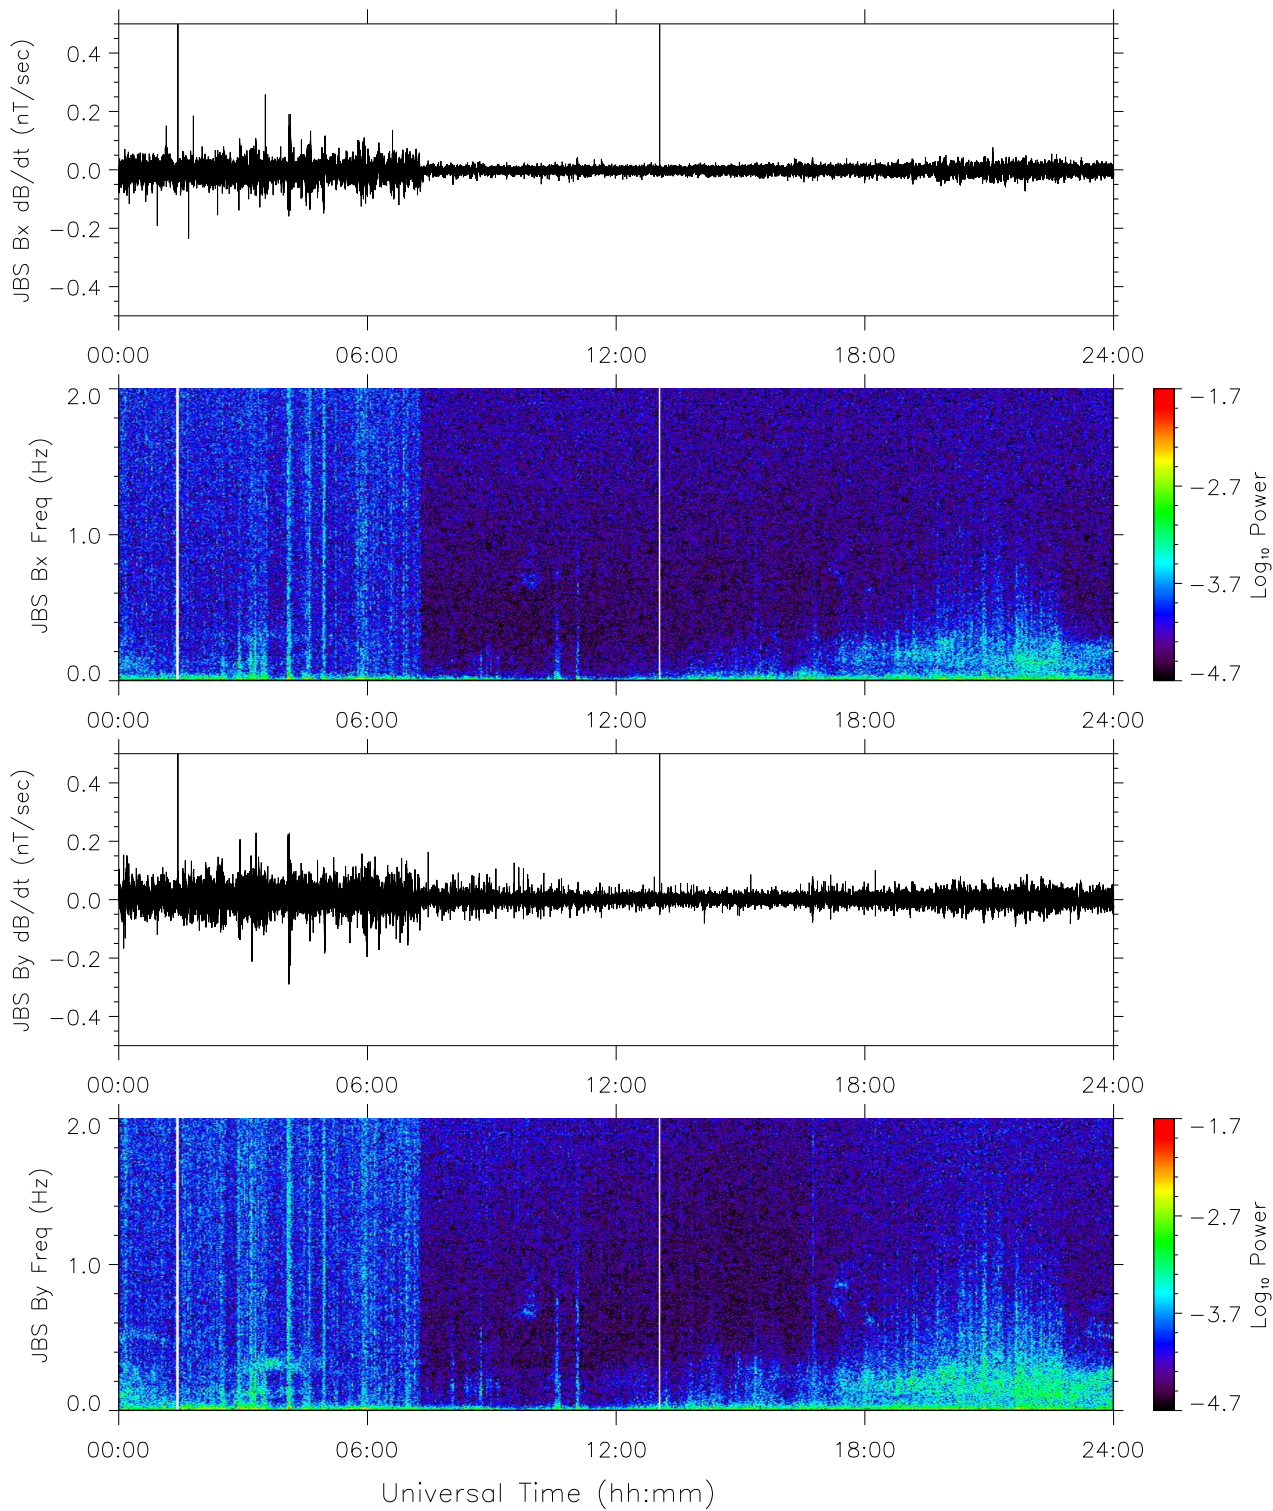 JBS Bx dB/dt (nT/sec)
0.4
0.2
0.0
−0.2
−0.4
00:00 06:00 12:00 18:00 24:00
JBS Bx Freq (Hz)
2.0
1.0
0.0
00:00 06:00 12:00 18:00 24:00
−1.7
−2.7
−3.7
−4.7
Log₁₀ Power
JBS By dB/dt (nT/sec)
0.4
0.2
0.0
−0.2
−0.4
00:00 06:00 12:00 18:00 24:00
JBS By Freq (Hz)
2.0
1.0
0.0
00:00 06:00 12:00 18:00 24:00
−1.7
−2.7
−3.7
−4.7
Log₁₀ Power
Universal Time (hh:mm)